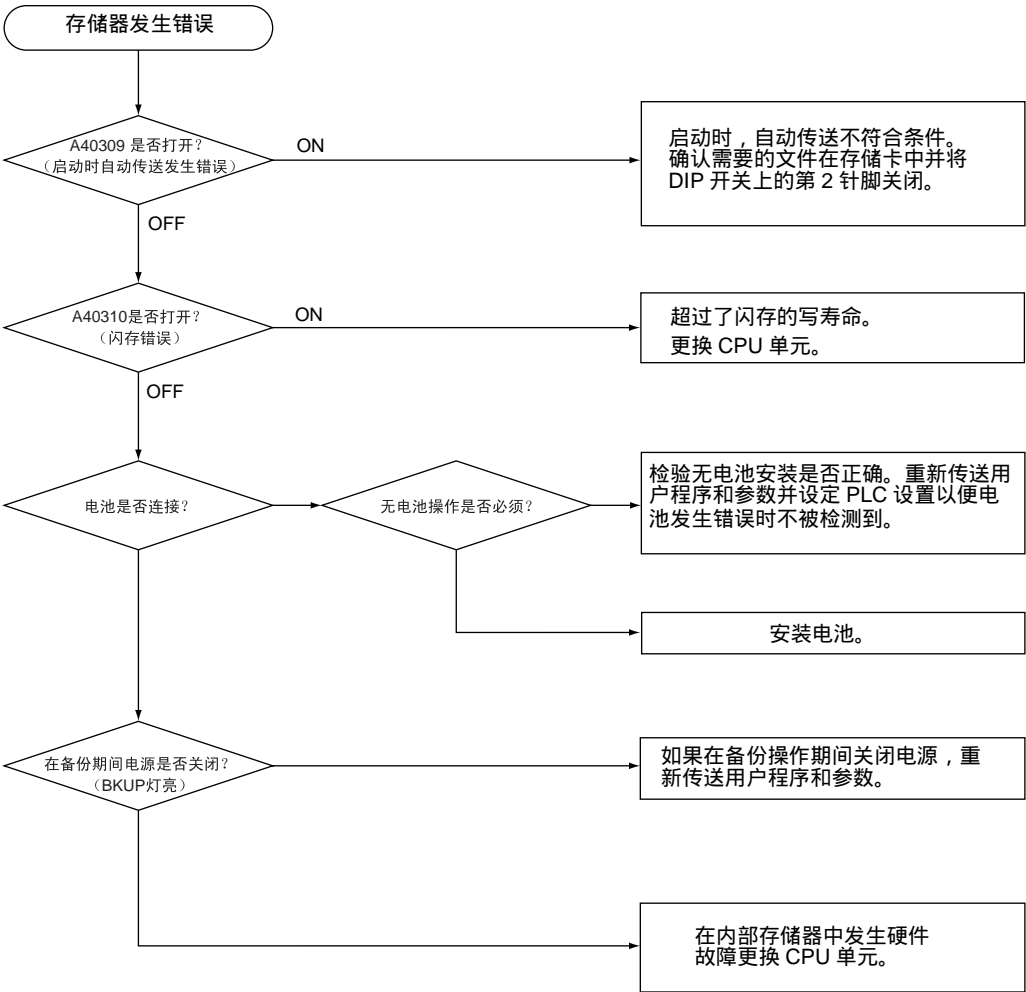 存储器发生错误
A40309 是否打开？
（启动时自动传送发生错误）
ON
启动时，自动传送不符合条件。
确认需要的文件在存储卡中并将
DIP 开关上的第 2 针脚关闭。
OFF
A40310是否打开？
（闪存错误）
ON
超过了闪存的写寿命。
更换 CPU 单元。
OFF
电池是否连接？
无电池操作是否必须？
检验无电池安装是否正确。重新传送用
户程序和参数并设定 PLC 设置以便电
池发生错误时不被检测到。
安装电池。
在备份期间电源是否关闭？
（BKUP灯亮）
如果在备份操作期间关闭电源，重
新传送用户程序和参数。
在内部存储器中发生硬件
故障更换 CPU 单元。